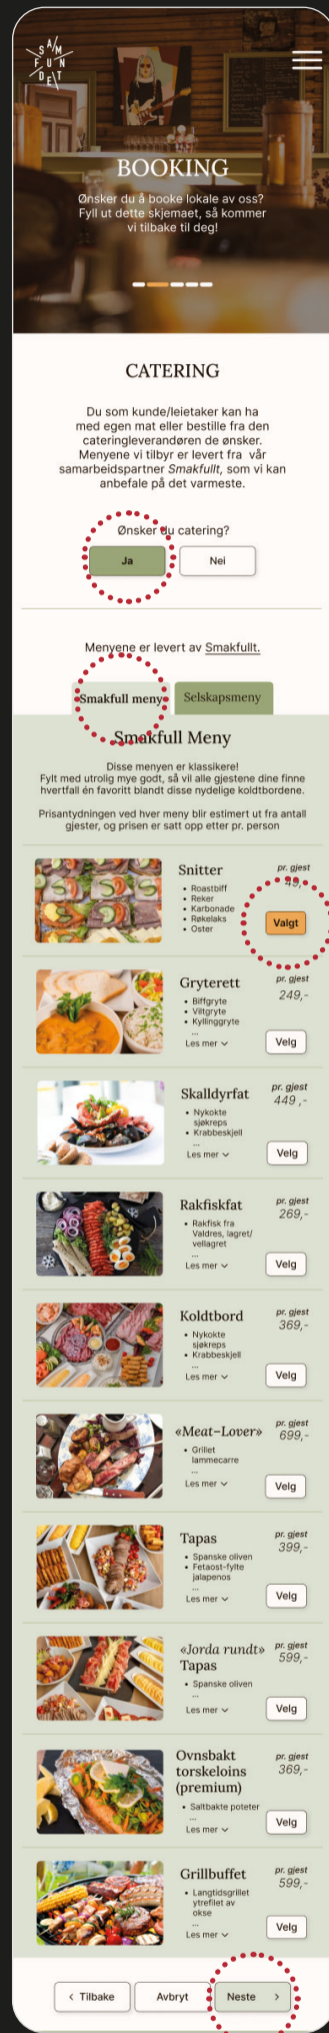 SAM
FUN
DET
BOOKING
Ønsker du å booke lokale av oss?
Fyll ut dette skjemaet, så kommer
vi tilbake til deg!
CATERING
Du som kunde/leietaker kan ha
med egen mat eller bestille fra den
cateringleverandøren de ønsker.
Menyene vi tilbyr er levert fra vår
samarbeidspartner Smakfullt, som vi kan
anbefale på det varmeste.
Ønsker du catering?
Ja
Nei
Menyene er levert av Smakfullt.
Smakfull meny
Selskapsmeny
Smakfull Meny
Disse menyen er klassikere!
Fylt med utrolig mye godt, så vil alle gjestene dine finne
hvertfall én favoritt blandt disse nydelige koldtbordene.
Prisantydningen ved hver meny blir estimert ut fra antall
gjester, og prisen er satt opp etter pr. person
Snitter
pr. gjest
49,-
• Roastbiff
• Reker
• Karbonade
• Røkelaks
• Oster
Valgt
Gryterett
pr. gjest
249,-
• Biffgryte
• Viltgryte
• Kyllinggryte
...
Les mer
Velg
Skalldyrfat
pr. gjest
449 ,-
• Nykokte
sjøkreps
• Krabbeskjell
...
Les mer
Velg
Rakfiskfat
pr. gjest
269,-
• Rakfisk fra
Valdres, lagret/
vellagret
...
Les mer
Velg
Koldtbord
pr. gjest
369,-
• Nykokte
sjøkreps
• Krabbeskjell
...
Les mer
Velg
«Meat-Lover»
pr. gjest
699,-
• Grillet
lammecarre
...
Les mer
Velg
Tapas
pr. gjest
399,-
• Spanske oliven
• Fetaost-fylte
jalapenos
...
Les mer
Velg
«Jorda rundt»
Tapas
pr. gjest
599,-
• Spanske oliven
...
Les mer
Velg
Ovnsbakt
torskeloins
(premium)
pr. gjest
369,-
• Saltbakte poteter
...
Les mer
Velg
Grillbuffet
pr. gjest
599,-
• Langtidsgrillet
ytrefilet av
okse
...
Les mer
Velg
< Tilbake
Avbryt
Neste >